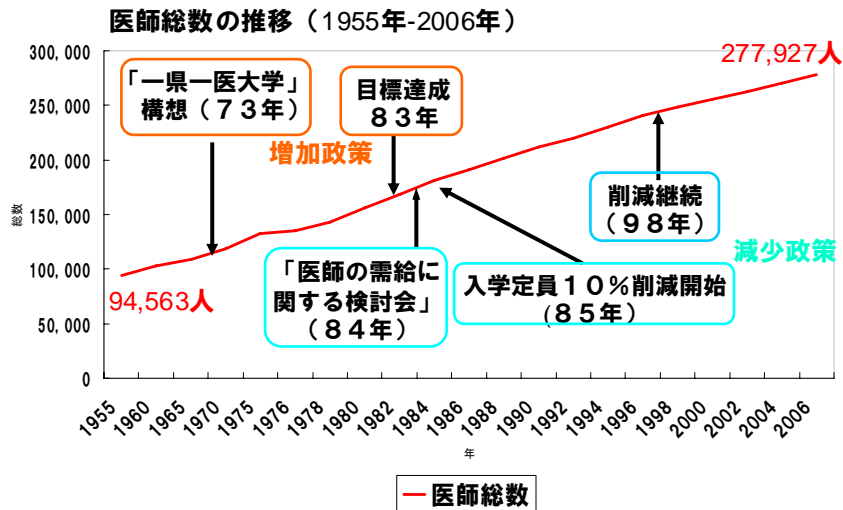 医師総数の推移（1955年-2006年）
300,000
250,000
200,000
150,000
100,000
50,000
0
総数
277,927人
「一県一医大学」
構想（７３年）
目標達成
８３年
増加政策
削減継続
（９８年）
減少政策
「医師の需給に
関する検討会」
（８４年）
入学定員１０％削減開始
（８５年）
94,563人
1955
1960
1965
1970
1975
1976
1978
1980
1982
1984
1986
1988
1990
1992
1994
1996
1998
2000
2002
2004
2006
年
医師総数